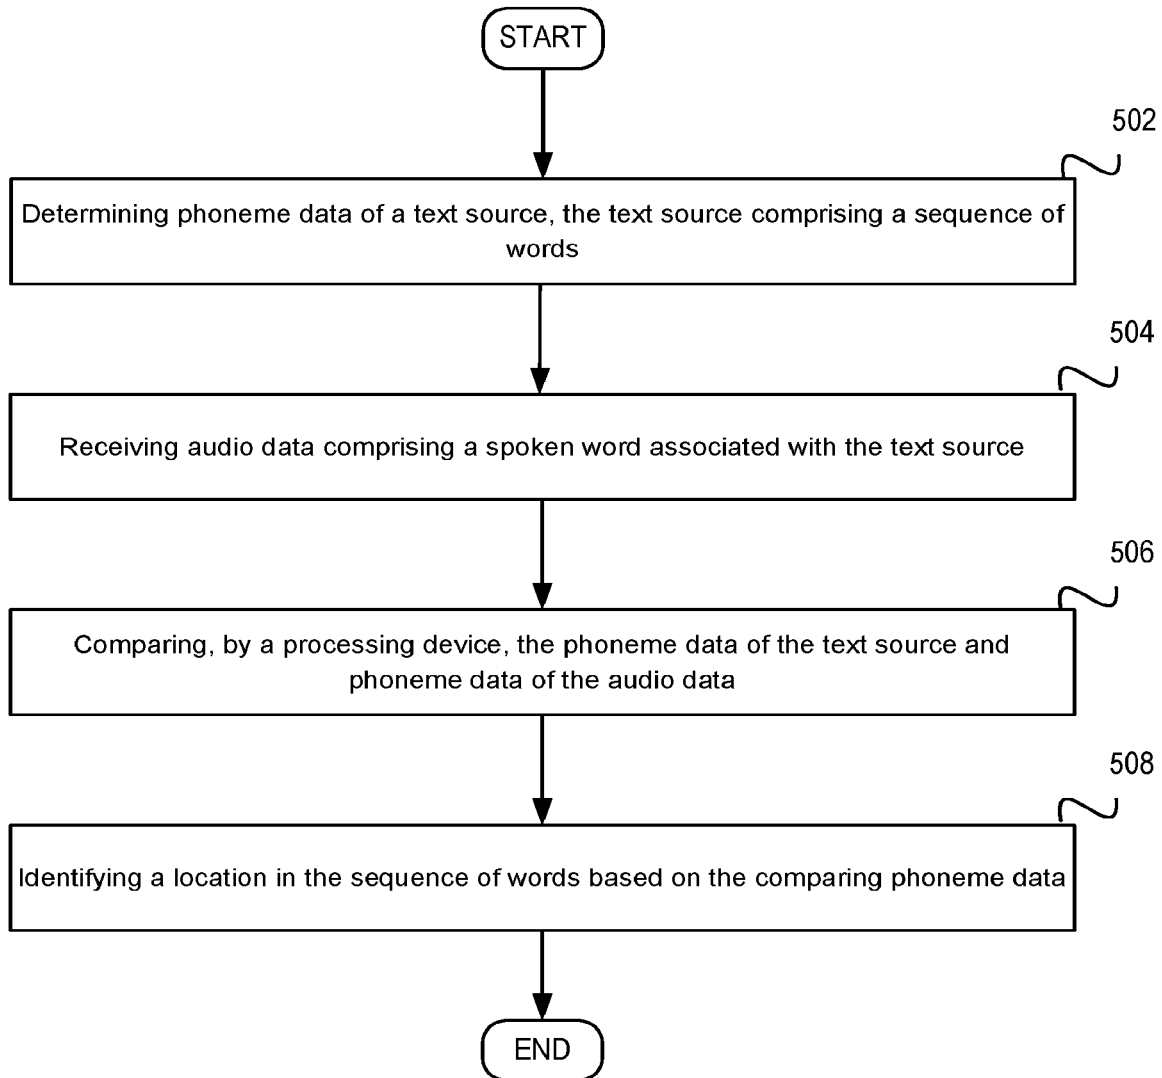 START
502
Determining phoneme data of a text source, the text source comprising a sequence of
words
504
Receiving audio data comprising a spoken word associated with the text source
506
Comparing, by a processing device, the phoneme data of the text source and
phoneme data of the audio data
508
Identifying a location in the sequence of words based on the comparing phoneme data
END